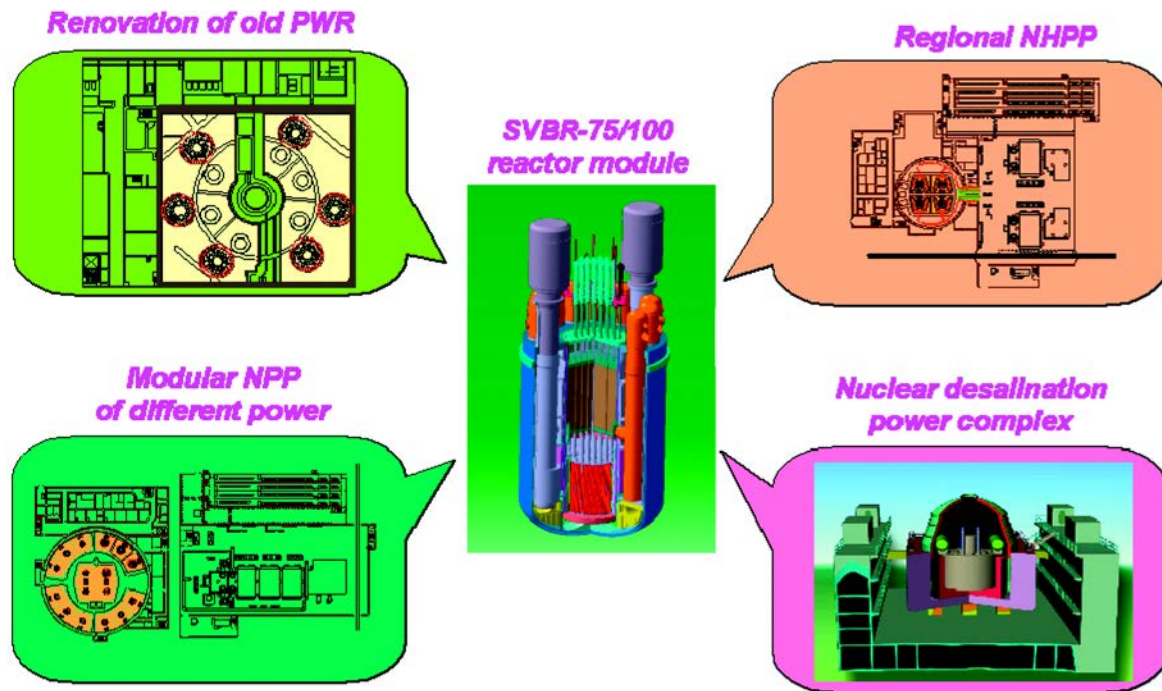 Renovation of old PWR
Regional NHPP
SVBR-75/100
reactor module
Modular NPP
of different power
Nuclear desalination
power complex